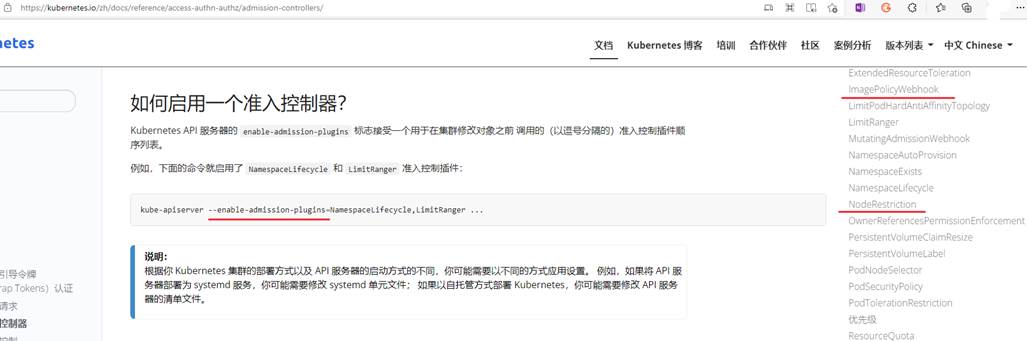 https://kubernetes.io/zh/docs/reference/access-authn-authz/admission-controllers/
netes
文档 Kubernetes 博客 培训 合作伙伴 社区 案例分析 版本列表 中文 Chinese
如何启用一个准入控制器？
Kubernetes API 服务器的 enable-admission-plugins 标志接受一个用于在集群修改对象之前 调用的（以逗号分隔的）准入控制插件顺
序列表。
例如，下面的命令就启用了 NamespaceLifecycle 和 LimitRanger 准入控制插件：
kube-apiserver --enable-admission-plugins=NamespaceLifecycle,LimitRanger ...
说明：
根据你 Kubernetes 集群的部署方式以及 API 服务器的启动方式的不同，你可能需要以不同的方式应用设置。 例如，如果将 API 服
务器部署为 systemd 服务，你可能需要修改 systemd 单元文件； 如果以自托管方式部署 Kubernetes，你可能需要修改 API 服务
器的清单文件。
引导令牌
rap Tokens）认证
请求
控制器
控制
ExtendedResourceToleration
ImagePolicyWebhook
LimitPodHardAntiAffinityTopology
LimitRanger
MutatingAdmissionWebhook
NamespaceAutoProvision
NamespaceExists
NamespaceLifecycle
NodeRestriction
OwnerReferencesPermissionEnforcement
PersistentVolumeClaimResize
PersistentVolumeLabel
PodNodeSelector
PodSecurityPolicy
PodTolerationRestriction
优先级
ResourceQuota